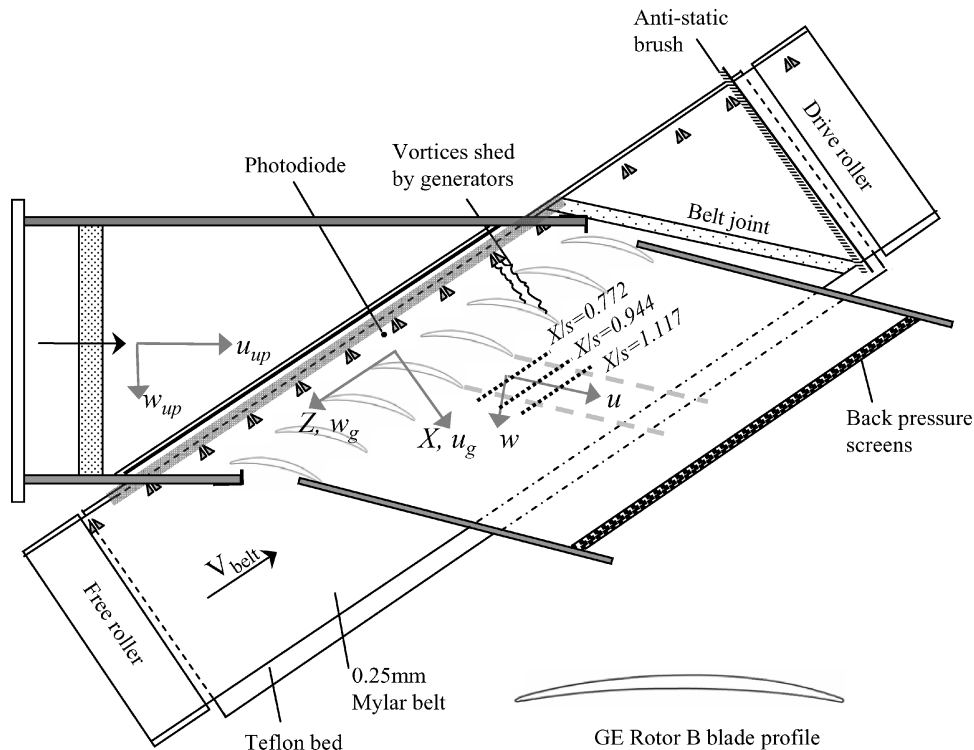 Anti-static
brush
Drive roller
Vortices shed
by generators
Photodiode
Belt joint
X/s=0.772
X/s=0.944
X/s=1.117
u_up
w_up
u
w
Z, w_g
X, u_g
Back pressure
screens
V_belt
Free roller
0.25mm
Mylar belt
Teflon bed
GE Rotor B blade profile